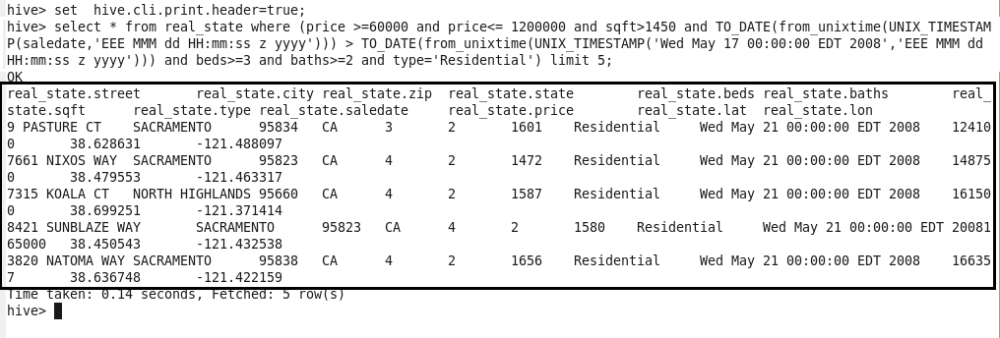 hive> set  hive.cli.print.header=true;
hive> select * from real_state where (price >=60000 and price<= 1200000 and sqft>1450 and TO_DATE(from_unixtime(UNIX_TIMESTAM
P(saledate,'EEE MMM dd HH:mm:ss z yyyy'))) > TO_DATE(from_unixtime(UNIX_TIMESTAMP('Wed May 17 00:00:00 EDT 2008','EEE MMM dd
HH:mm:ss z yyyy'))) and beds>=3 and baths>=2 and type='Residential') limit 5;
OK
real_state.street       real_state.city real_state.zip  real_state.state        real_state.beds real_state.baths        real_
state.sqft      real_state.type real_state.saledate     real_state.price        real_state.lat  real_state.lon
9 PASTURE CT    SACRAMENTO      95834   CA      3       2       1601    Residential     Wed May 21 00:00:00 EDT 2008    12410
0       38.628631       -121.488097
7661 NIXOS WAY  SACRAMENTO      95823   CA      4       2       1472    Residential     Wed May 21 00:00:00 EDT 2008    14875
0       38.479553       -121.463317
7315 KOALA CT   NORTH HIGHLANDS 95660   CA      4       2       1587    Residential     Wed May 21 00:00:00 EDT 2008    16150
0       38.699251       -121.371414
8421 SUNBLAZE WAY       SACRAMENTO      95823   CA      4       2       1580    Residential     Wed May 21 00:00:00 EDT 20081
65000   38.450543       -121.432538
3820 NATOMA WAY SACRAMENTO      95838   CA      4       2       1656    Residential     Wed May 21 00:00:00 EDT 2008    16635
7       38.636748       -121.422159
Time taken: 0.14 seconds, Fetched: 5 row(s)
hive>